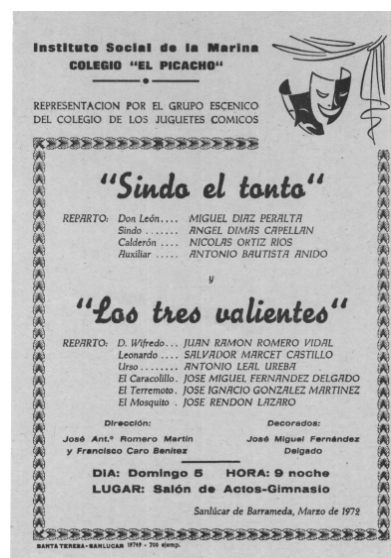 Instituto Social de la Marina
COLEGIO "EL PICACHO"
REPRESENTACION POR EL GRUPO ESCENICO
DEL COLEGIO DE LOS JUGUETES COMICOS
"Sindo el tonto"
REPARTO: Don León.... MIGUEL DIAZ PERALTA
Sindo ...... ANGEL DIMAS CAPELLAN
Calderón .... NICOLAS ORTIZ RIOS
Auxiliar ..... ANTONIO BAUTISTA ANIDO
y
"Los tres valientes"
REPARTO: D. Wifredo... JUAN RAMON ROMERO VIDAL
Leonardo .... SALVADOR MARCET CASTILLO
Urso ........ ANTONIO LEAL UREBA
El Caracolillo. JOSE MIGUEL FERNANDEZ DELGADO
El Terremoto. JOSE IGNACIO GONZALEZ MARTINEZ
El Mosquito . JOSE RENDON LAZARO
Dirección:
José Ant.º Romero Martín
y Francisco Caro Benítez
Decorados:
José Miguel Fernández
Delgado
DIA: Domingo 5 HORA: 9 noche
LUGAR: Salón de Actos-Gimnasio
Sanlúcar de Barrameda, Marzo de 1972
SANTA TERESA-SANLUCAR